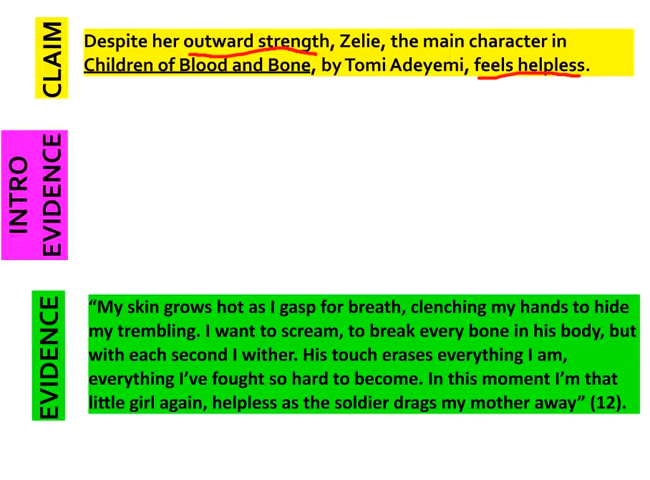 CLAIM
Despite her outward strength, Zelie, the main character in
Children of Blood and Bone, by Tomi Adeyemi, feels helpless.
INTRO
EVIDENCE
EVIDENCE
“My skin grows hot as I gasp for breath, clenching my hands to hide
my trembling. I want to scream, to break every bone in his body, but
with each second I wither. His touch erases everything I am,
everything I’ve fought so hard to become. In this moment I’m that
little girl again, helpless as the soldier drags my mother away” (12).